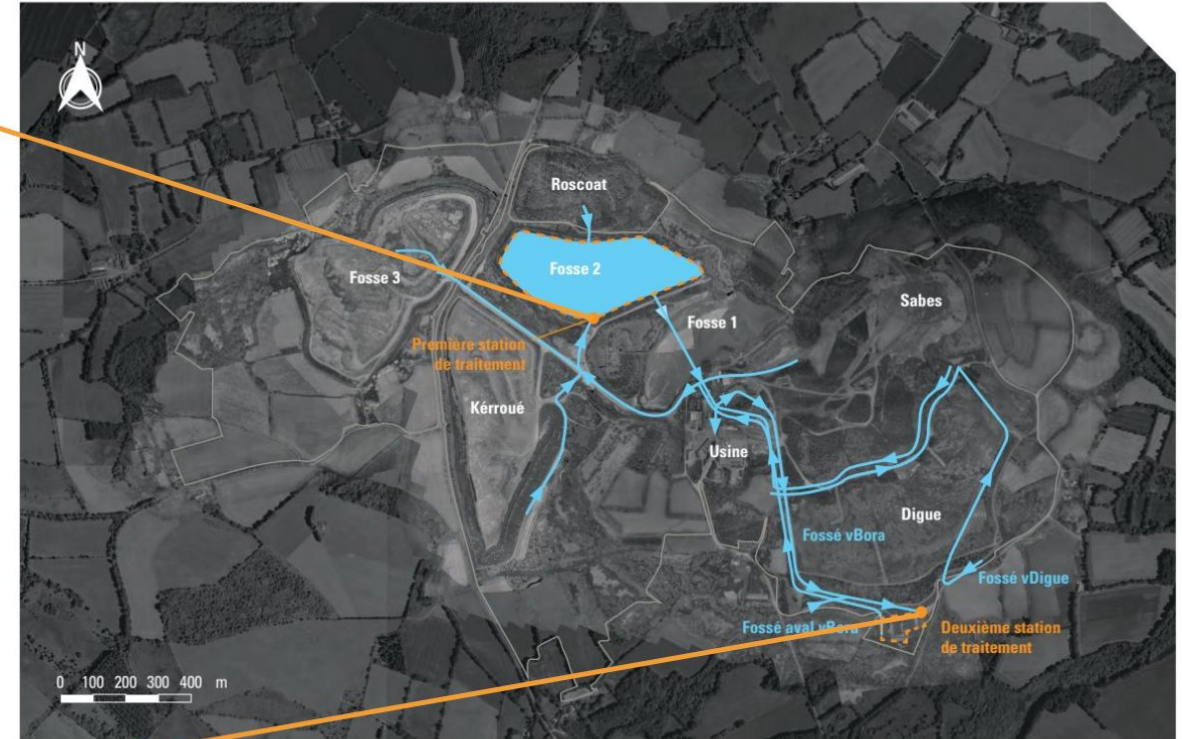 N
Roscoat
Fosse 2
Fosse 3
Sabes
Fosse 1
Première station
de traitement
Kérroué
Usine
Digue
Fossé vBora
Fossé vDigue
Fossé aval vBora
Deuxième station
de traitement
0 100 200 300 400 m